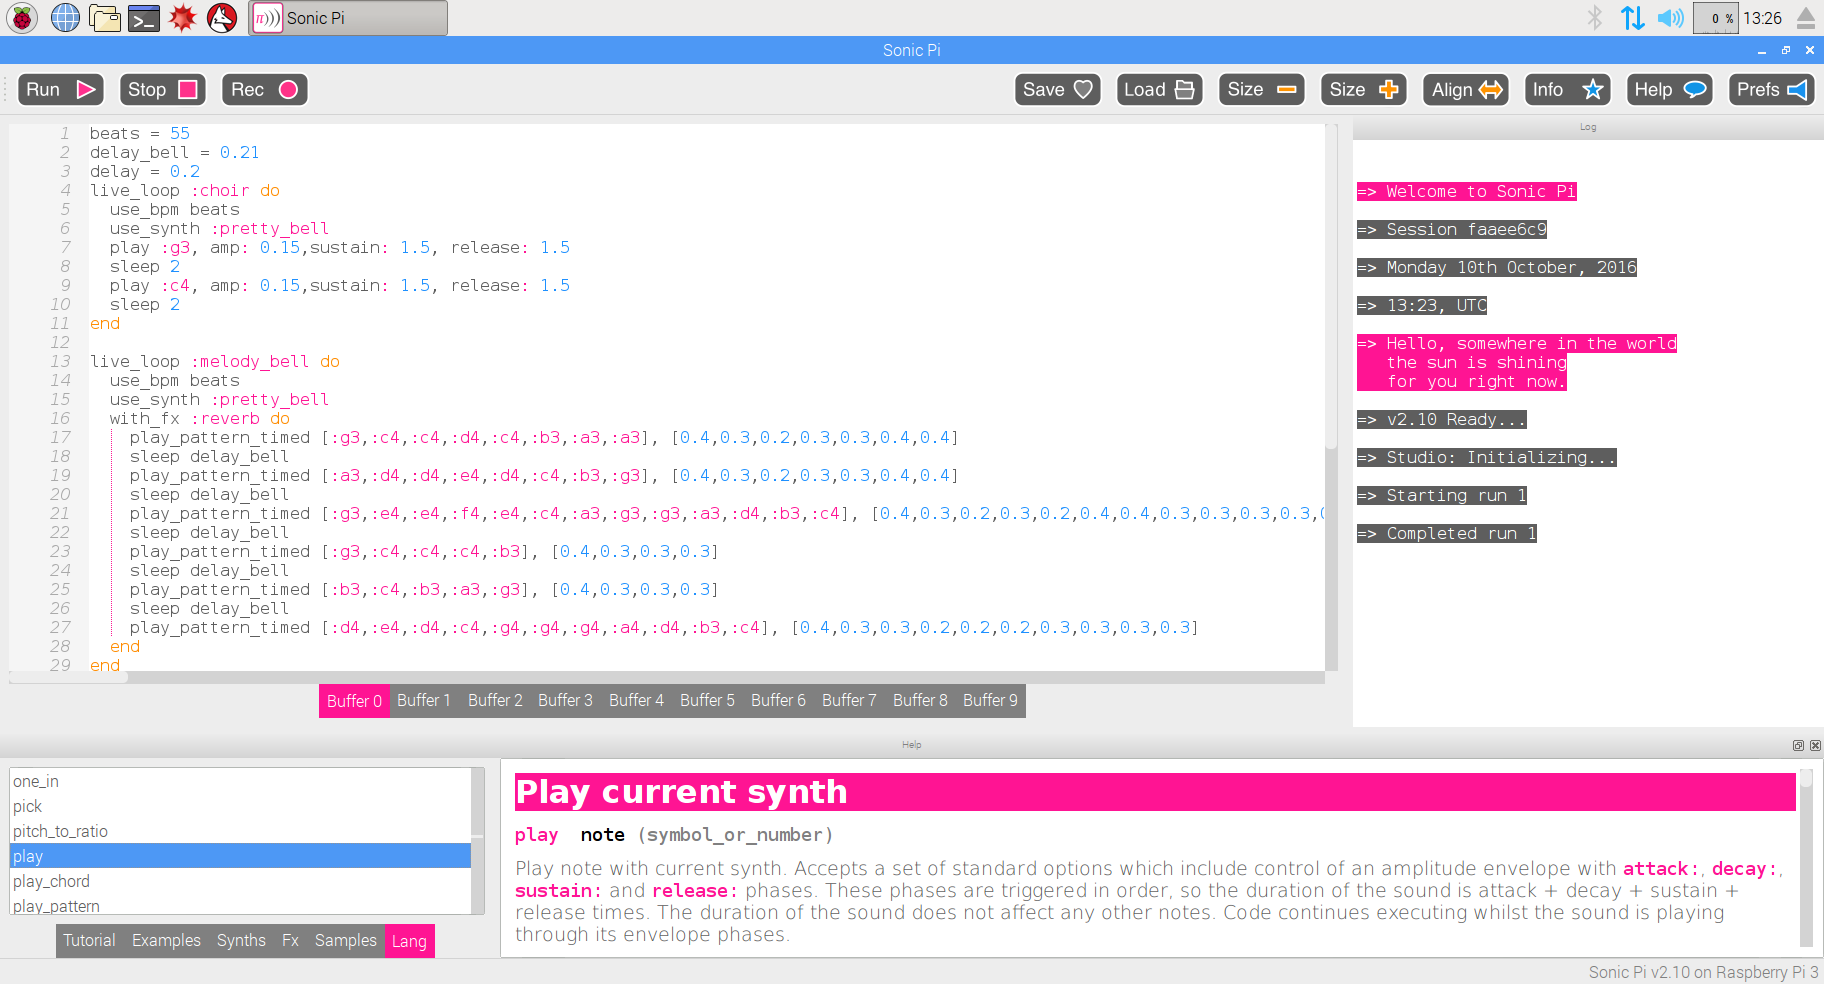 Sonic Pi
0 %
13:26
Sonic Pi
Run
Stop
Rec
Save
Load
Size
Size
Align
Info
Help
Prefs
1 beats = 55
2 delay_bell = 0.21
3 delay = 0.2
4 live_loop :choir do
5 use_bpm beats
6 use_synth :pretty_bell
7 play :g3, amp: 0.15,sustain: 1.5, release: 1.5
8 sleep 2
9 play :c4, amp: 0.15,sustain: 1.5, release: 1.5
10 sleep 2
11 end
12
13 live_loop :melody_bell do
14 use_bpm beats
15 use_synth :pretty_bell
16 with_fx :reverb do
17 play_pattern_timed [:g3,:c4,:c4,:d4,:c4,:b3,:a3,:a3], [0.4,0.3,0.2,0.3,0.3,0.4,0.4]
18 sleep delay_bell
19 play_pattern_timed [:a3,:d4,:d4,:e4,:d4,:c4,:b3,:g3], [0.4,0.3,0.2,0.3,0.3,0.4,0.4]
20 sleep delay_bell
21 play_pattern_timed [:g3,:e4,:e4,:f4,:e4,:c4,:a3,:g3,:g3,:a3,:d4,:b3,:c4], [0.4,0.3,0.2,0.3,0.2,0.4,0.4,0.3,0.3,0.3,0.3,
22 sleep delay_bell
23 play_pattern_timed [:g3,:c4,:c4,:c4,:b3], [0.4,0.3,0.3,0.3]
24 sleep delay_bell
25 play_pattern_timed [:b3,:c4,:b3,:a3,:g3], [0.4,0.3,0.3,0.3]
26 sleep delay_bell
27 play_pattern_timed [:d4,:e4,:d4,:c4,:g4,:g4,:g4,:a4,:d4,:b3,:c4], [0.4,0.3,0.3,0.2,0.2,0.2,0.3,0.3,0.3,0.3]
28 end
29 end
Buffer 0
Buffer 1
Buffer 2
Buffer 3
Buffer 4
Buffer 5
Buffer 6
Buffer 7
Buffer 8
Buffer 9
Log
=> Welcome to Sonic Pi
=> Session faaee6c9
=> Monday 10th October, 2016
=> 13:23, UTC
=> Hello, somewhere in the world
the sun is shining
for you right now.
=> v2.10 Ready...
=> Studio: Initializing...
=> Starting run 1
=> Completed run 1
Help
one_in
pick
pitch_to_ratio
play
play_chord
play_pattern
Tutorial
Examples
Synths
Fx
Samples
Lang
Play current synth
play note (symbol_or_number)
Play note with current synth. Accepts a set of standard options which include control of an amplitude envelope with attack:, decay:,
sustain: and release: phases. These phases are triggered in order, so the duration of the sound is attack + decay + sustain +
release times. The duration of the sound does not affect any other notes. Code continues executing whilst the sound is playing
through its envelope phases.
Sonic Pi v2.10 on Raspberry Pi 3